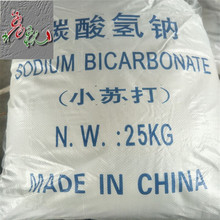 碳酸氢钠
SODIUM BICARBONATE
(小苏打)
N.W.:25KG
MADE IN CHINA